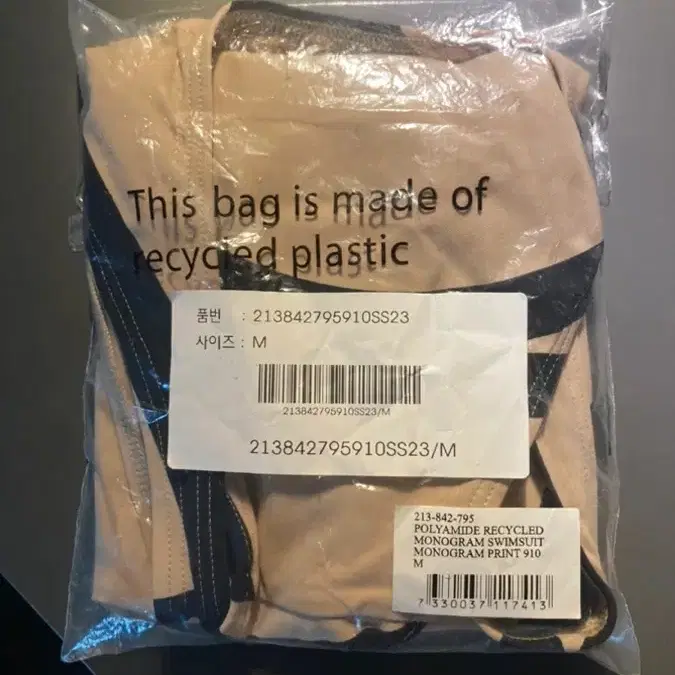 This bag is made of
recycled plastic
품번 : 213842795910SS23
사이즈 : M
213842795910SS23/M
213842795910SS23/M
213-842-795
POLYAMIDE RECYCLED
MONOGRAM SWIMSUIT
MONOGRAM PRINT 910
M
7 330037 117413